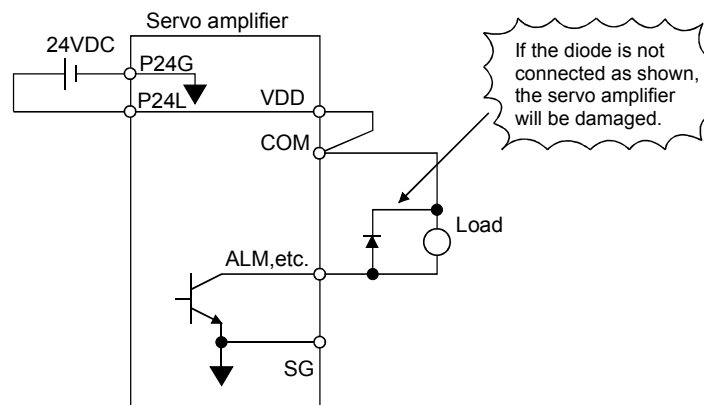 Servo amplifier
24VDC
P24G
P24L
VDD
COM
If the diode is not
connected as shown,
the servo amplifier
will be damaged.
Load
ALM,etc.
SG